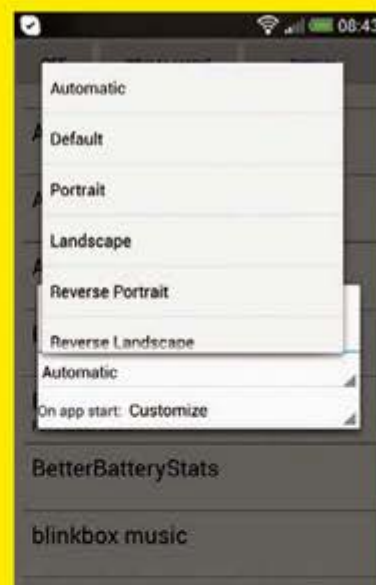 08:43
Automatic
Default
Portrait
Landscape
Reverse Portrait
Reverse Landscape
Automatic
On app start: Customize
BetterBatteryStats
blinkbox music